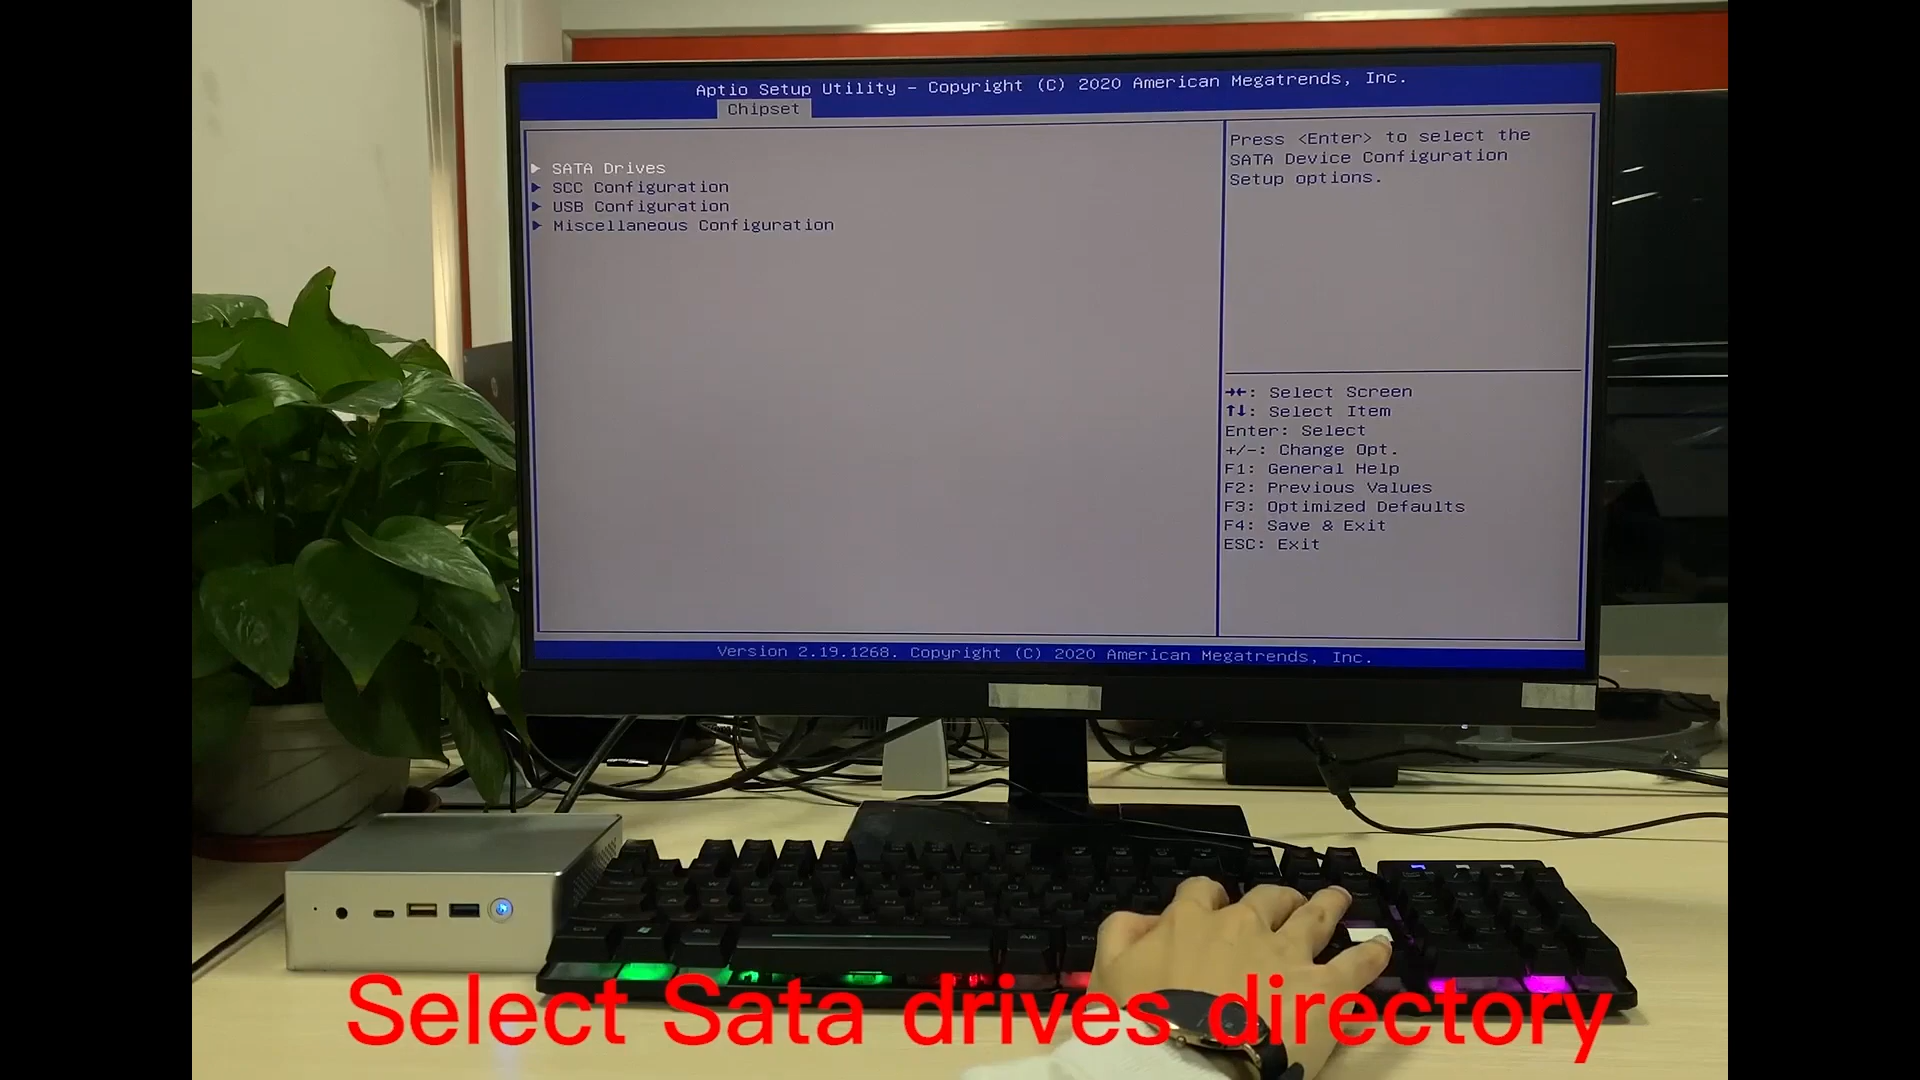 Aptio Setup Utility – Copyright (C) 2020 American Megatrends, Inc.
Chipset
SATA Drives
SCC Configuration
USB Configuration
Miscellaneous Configuration
Press <Enter> to select the
SATA Device Configuration
Setup options.
→←: Select Screen
↑↓: Select Item
Enter: Select
+/-: Change Opt.
F1: General Help
F2: Previous Values
F3: Optimized Defaults
F4: Save & Exit
ESC: Exit
Version 2.19.1268. Copyright (C) 2020 American Megatrends, Inc.
Select Sata drives directory